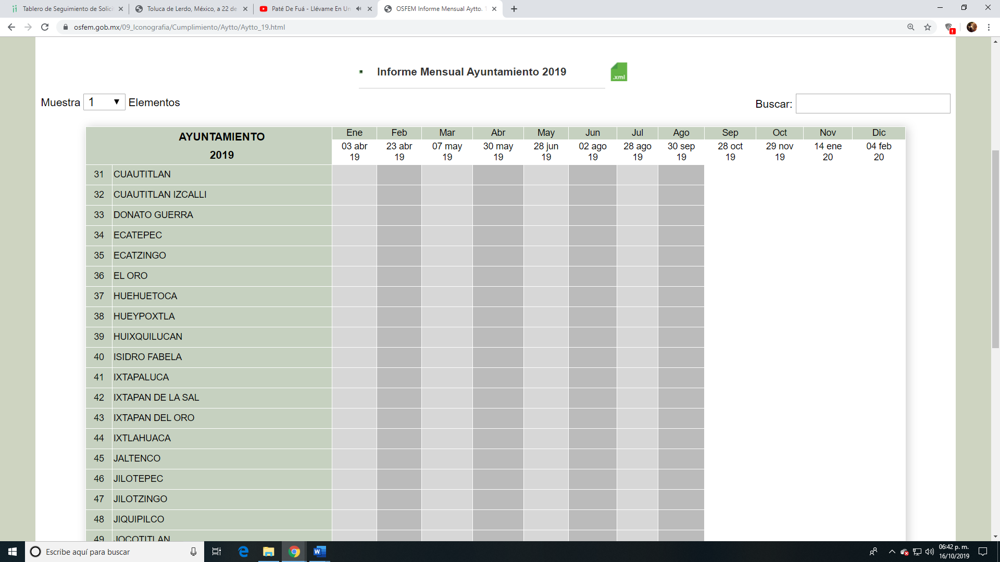 Tablero de Seguimiento de Solici
Toluca de Lerdo, México, a 22 de
Paté De Fuá - Llévame En Un
OSFEM Informe Mensual Aytto.
osfem.gob.mx/09_Iconografia/Cumplimiento/Aytto/Aytto_19.html
Informe Mensual Ayuntamiento 2019
.xml
Muestra 1 Elementos
Buscar:
AYUNTAMIENTO
2019
Ene Feb Mar Abr May Jun Jul Ago Sep Oct Nov Dic
03 abr 23 abr 07 may 30 may 28 jun 02 ago 28 ago 30 sep 28 oct 29 nov 14 ene 04 feb
19 19 19 19 19 19 19 19 19 19 20 20
31 CUAUTITLAN
32 CUAUTITLAN IZCALLI
33 DONATO GUERRA
34 ECATEPEC
35 ECATZINGO
36 EL ORO
37 HUEHUETOCA
38 HUEYPOXTLA
39 HUIXQUILUCAN
40 ISIDRO FABELA
41 IXTAPALUCA
42 IXTAPAN DE LA SAL
43 IXTAPAN DEL ORO
44 IXTLAHUACA
45 JALTENCO
46 JILOTEPEC
47 JILOTZINGO
48 JIQUIPILCO
49 JOCOTITLAN
Escribe aquí para buscar
06:42 p. m.
16/10/2019